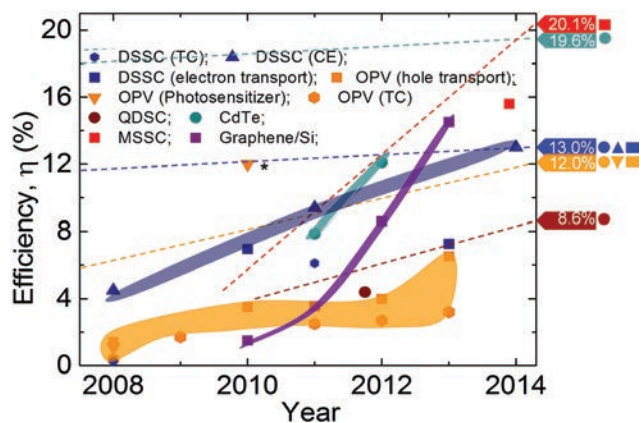 20
16
12
8
4
0
Efficiency, η (%)
DSSC (TC); DSSC (CE);
DSSC (electron transport); OPV (hole transport);
OPV (Photosensitizer); OPV (TC)
QDSC; CdTe;
MSSC; Graphene/Si;
*
20.1%
19.6%
13.0%
12.0%
8.6%
2008 2010 2012 2014
Year